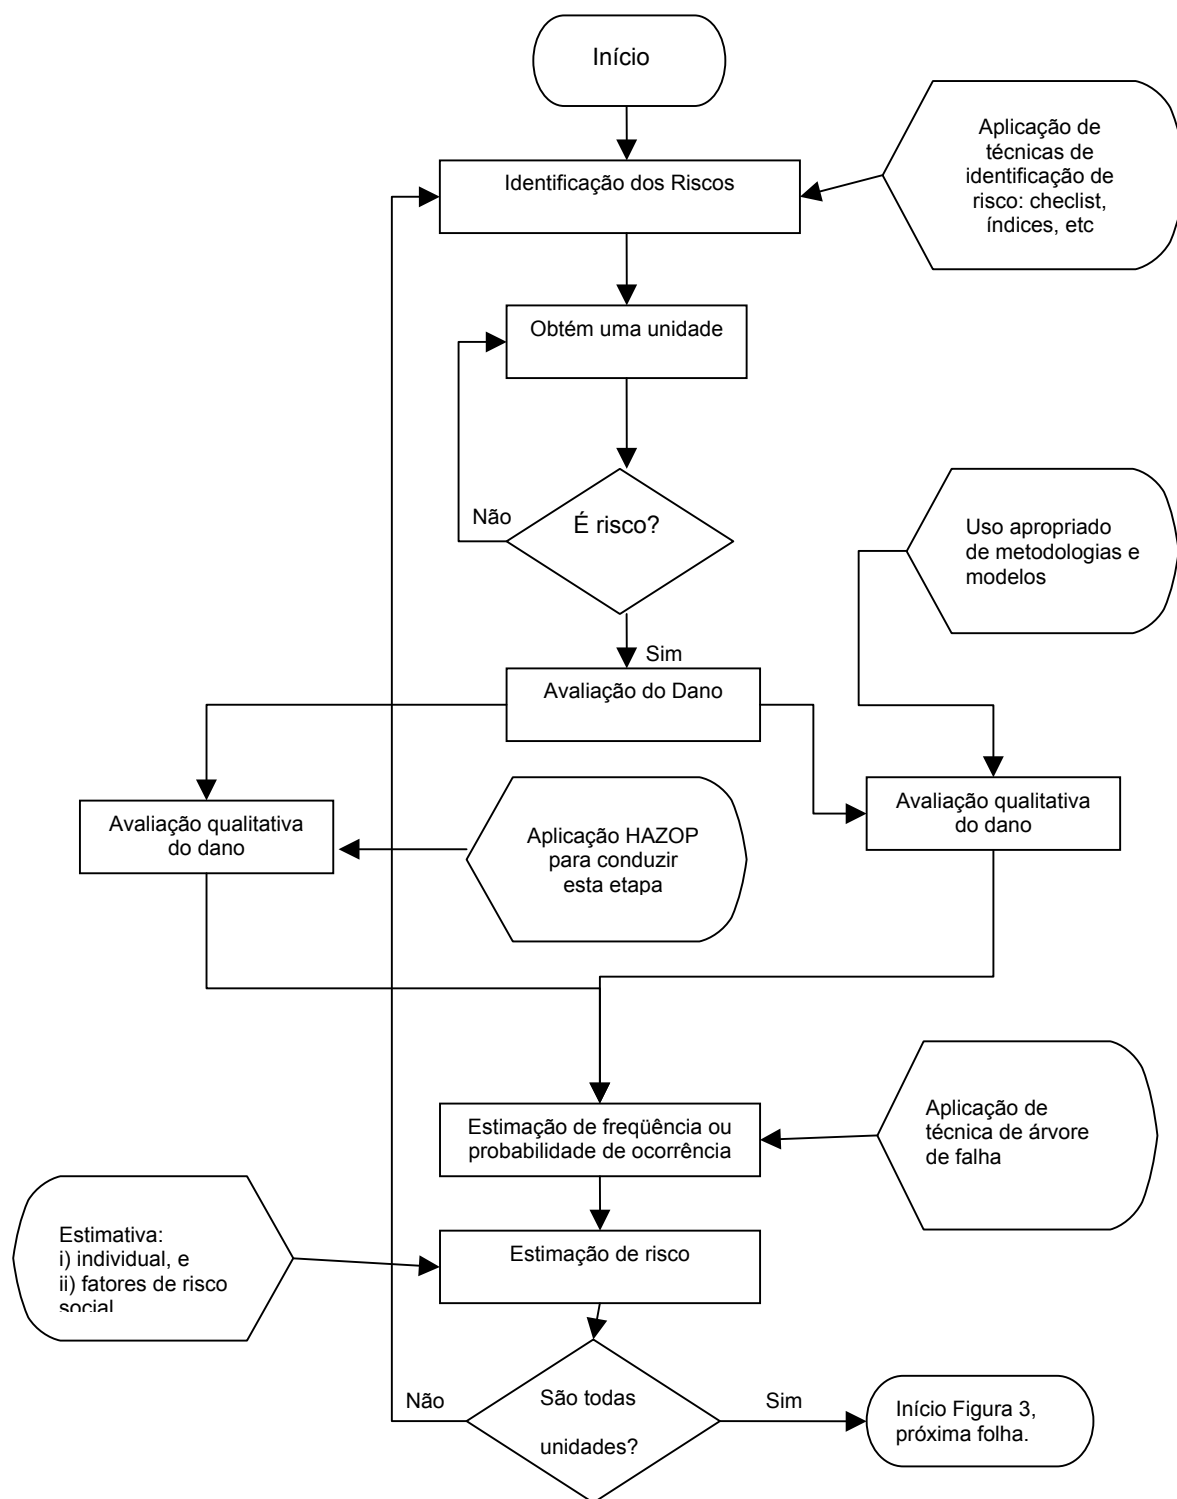 Início
Aplicação de
técnicas de
identificação de
risco: checlist,
índices, etc
Identificação dos Riscos
Obtém uma unidade
Não
É risco?
Uso apropriado
de metodologias e
modelos
Sim
Avaliação do Dano
Avaliação qualitativa
do dano
Aplicação HAZOP
para conduzir
esta etapa
Avaliação qualitativa
do dano
Estimação de freqüência ou
probabilidade de ocorrência
Aplicação de
técnica de árvore
de falha
Estimativa:
i) individual, e
ii) fatores de risco
social
Estimação de risco
Não
São todas
unidades?
Sim
Início Figura 3,
próxima folha.